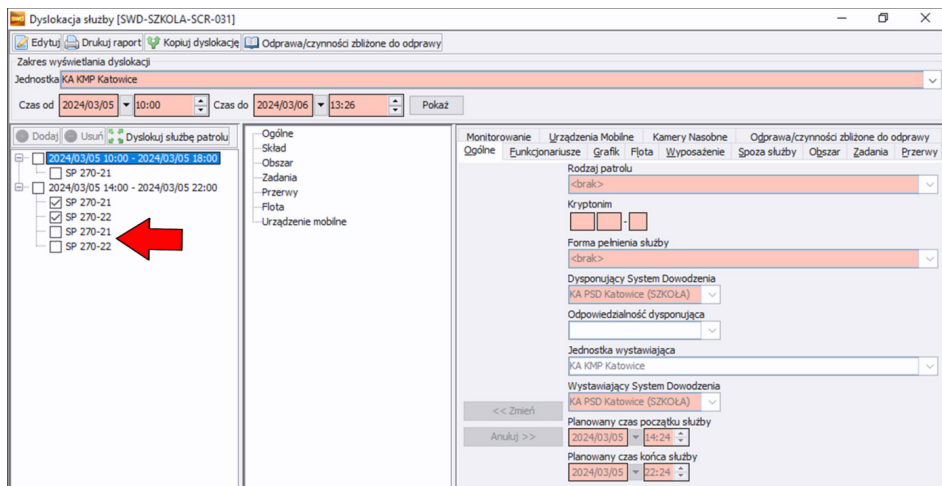 Dyslokacja służby [SWD-SZKOLA-SCR-031]
Edytuj Drukuj raport Kopiuj dyslokację Odprawa/czynności zbliżone do odprawy
Zakres wyświetlania dyslokacji
Jednostka KA KMP Katowice
Czas od 2024/03/05 10:00 Czas do 2024/03/06 13:26 Pokaż
Dodaj Usuń Dyslokuj służbę patrolu
2024/03/05 10:00 - 2024/03/05 18:00
SP 270-21
2024/03/05 14:00 - 2024/03/05 22:00
SP 270-21
SP 270-22
SP 270-21
SP 270-22
Ogólne
Skład
Obszar
Zadania
Przerwy
Flota
Urządzenie mobilne
Monitorowanie Urządzenia Mobilne Kamery Nasobne Odprawa/czynności zbliżone do odprawy
Ogólne Funkcjonariusze Grafik Flota Wyposażenie Spoza służby Obszar Zadania Przerwy
Rodzaj patrolu
<brak>
Kryptonim
-
Forma pełnienia służby
<brak>
Dysponujący System Dowodzenia
KA PSD Katowice (SZKOŁA)
Odpowiedzialność dysponująca
Jednostka wystawiająca
KA KMP Katowice
Wystawiający System Dowodzenia
KA PSD Katowice (SZKOŁA)
<< Zmień
Planowany czas początku służby
Anuluj >> 2024/03/05 14:24
Planowany czas końca służby
2024/03/05 22:24